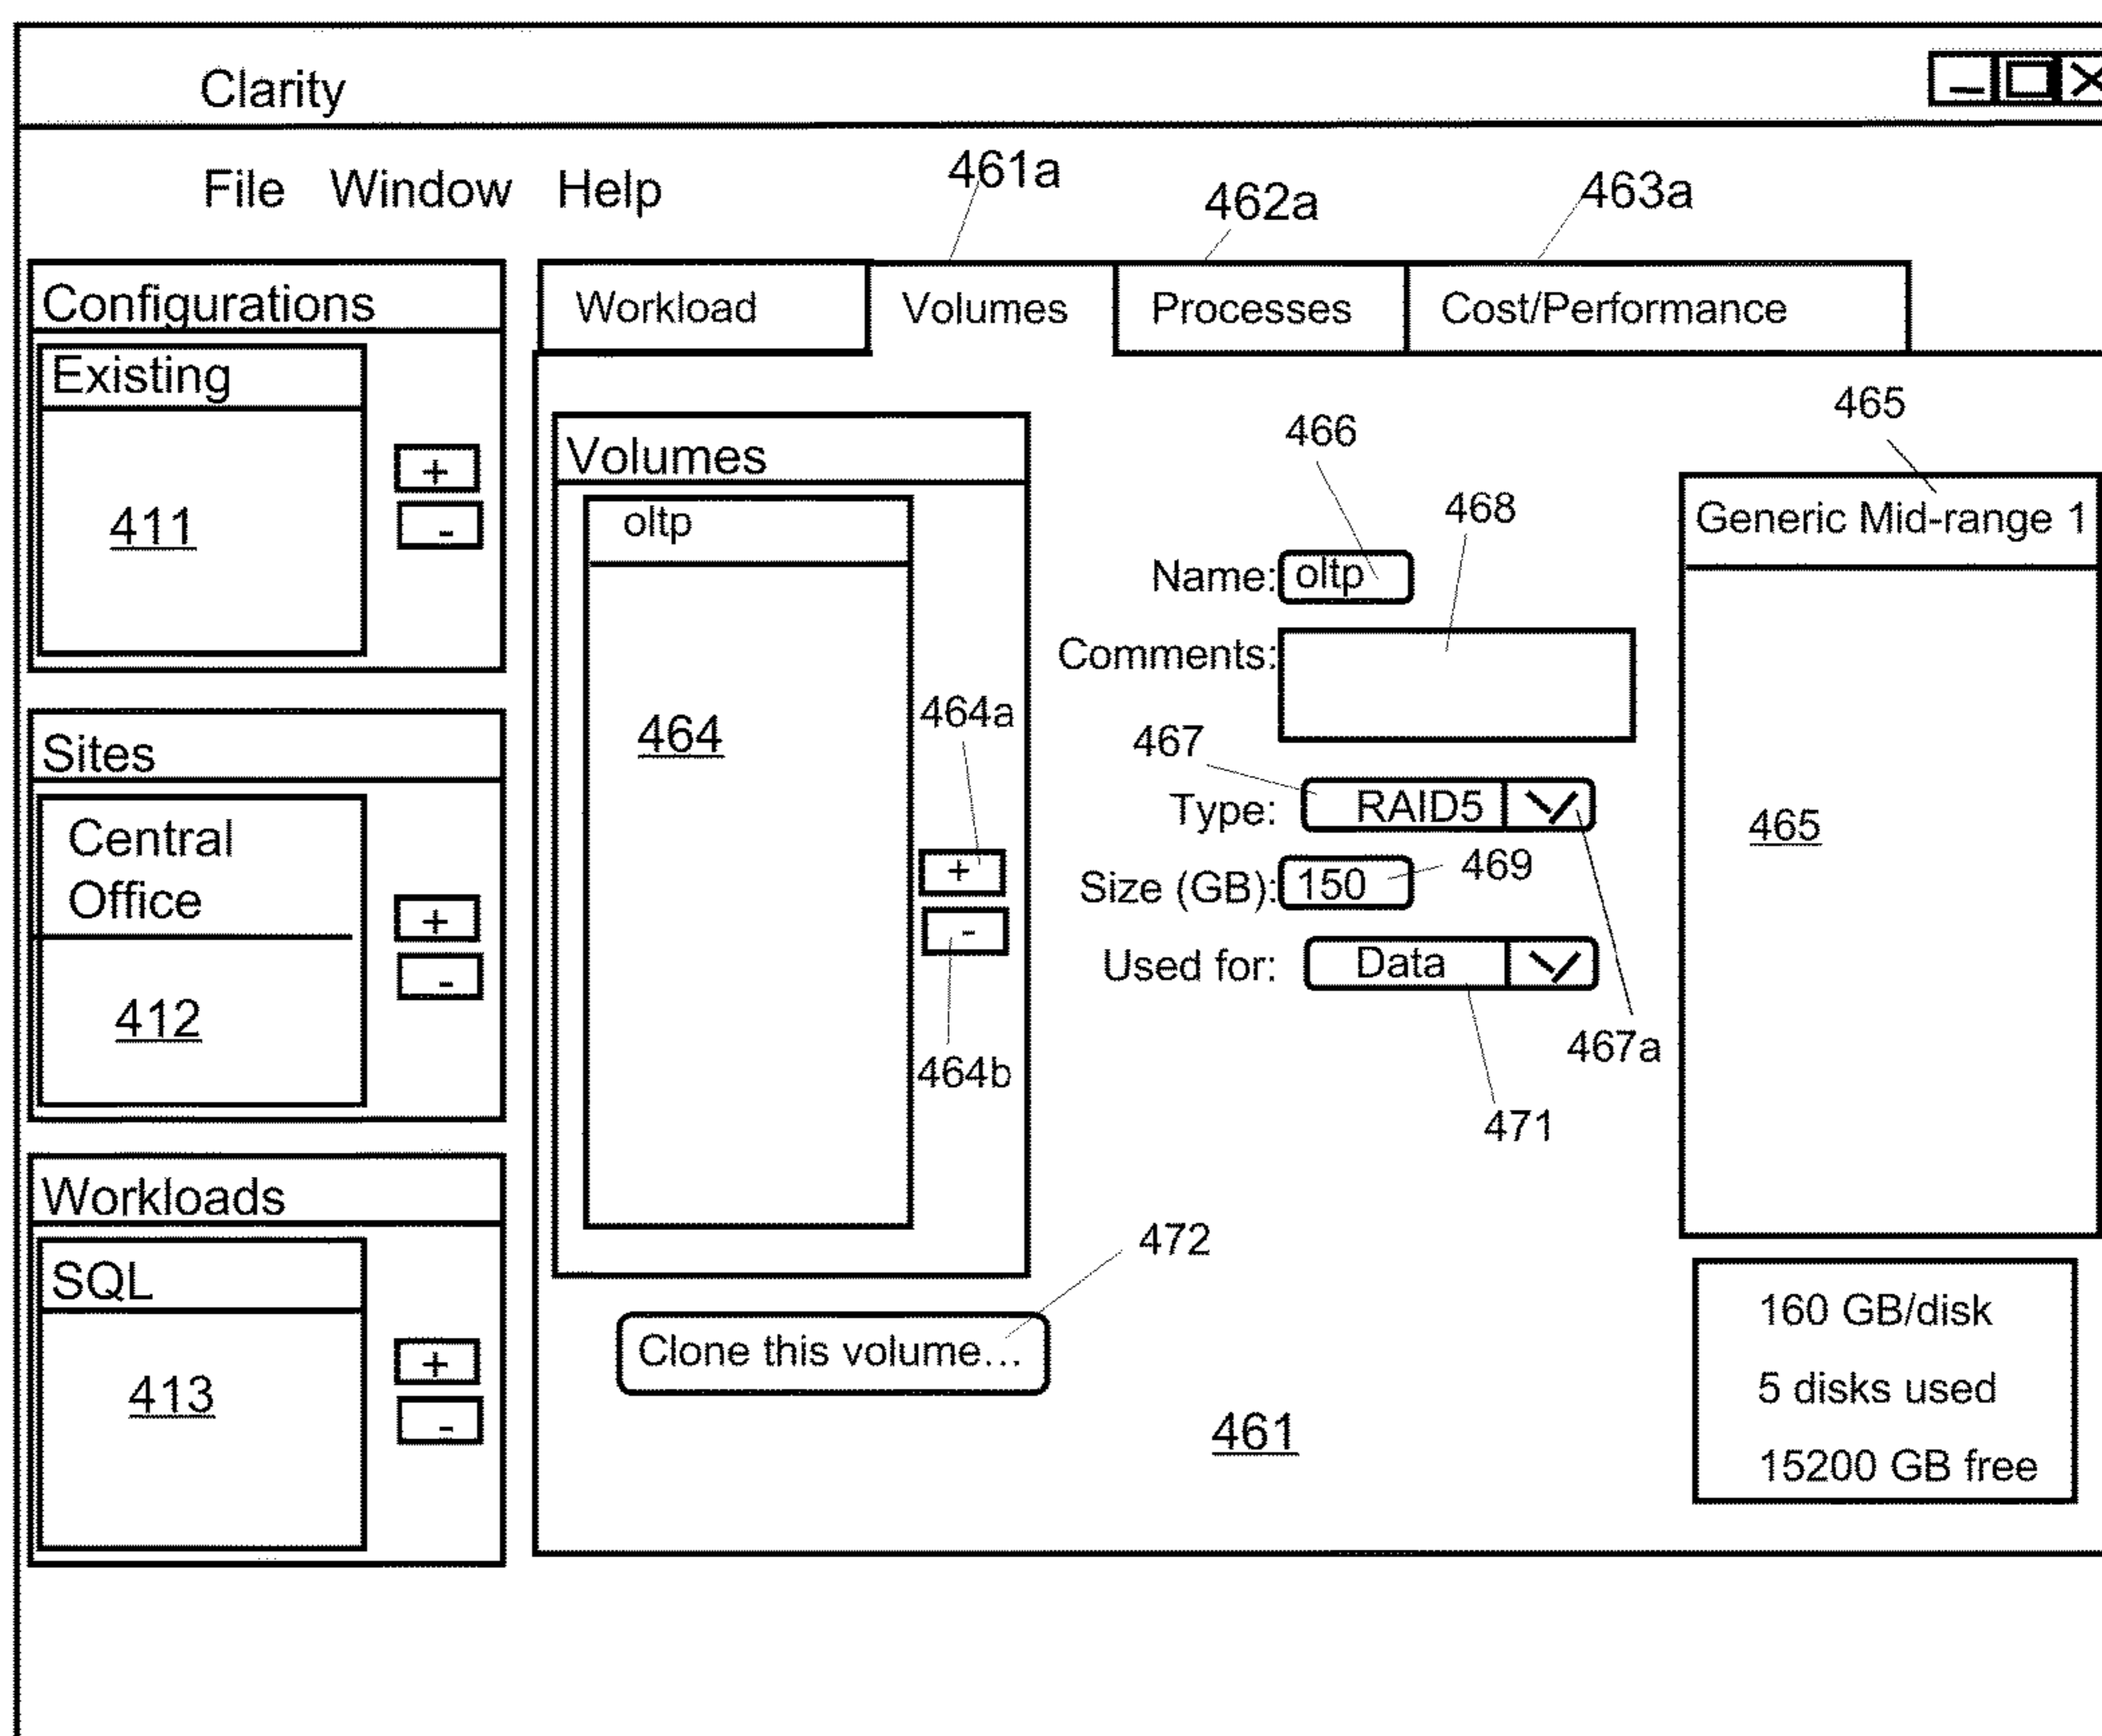 Clarity
File Window Help
461a
462a
463a
Configurations
Existing
411
+
-
Sites
Central
Office
412
+
-
Workloads
SQL
413
+
-
Workload Volumes Processes Cost/Performance
Volumes
oltp
464
464a
+
-
464b
Clone this volume...
472
466
468
Name: oltp
Comments:
467
Type: RAID5
Size (GB): 150
469
Used for: Data
467a
471
461
465
Generic Mid-range 1
465
160 GB/disk
5 disks used
15200 GB free